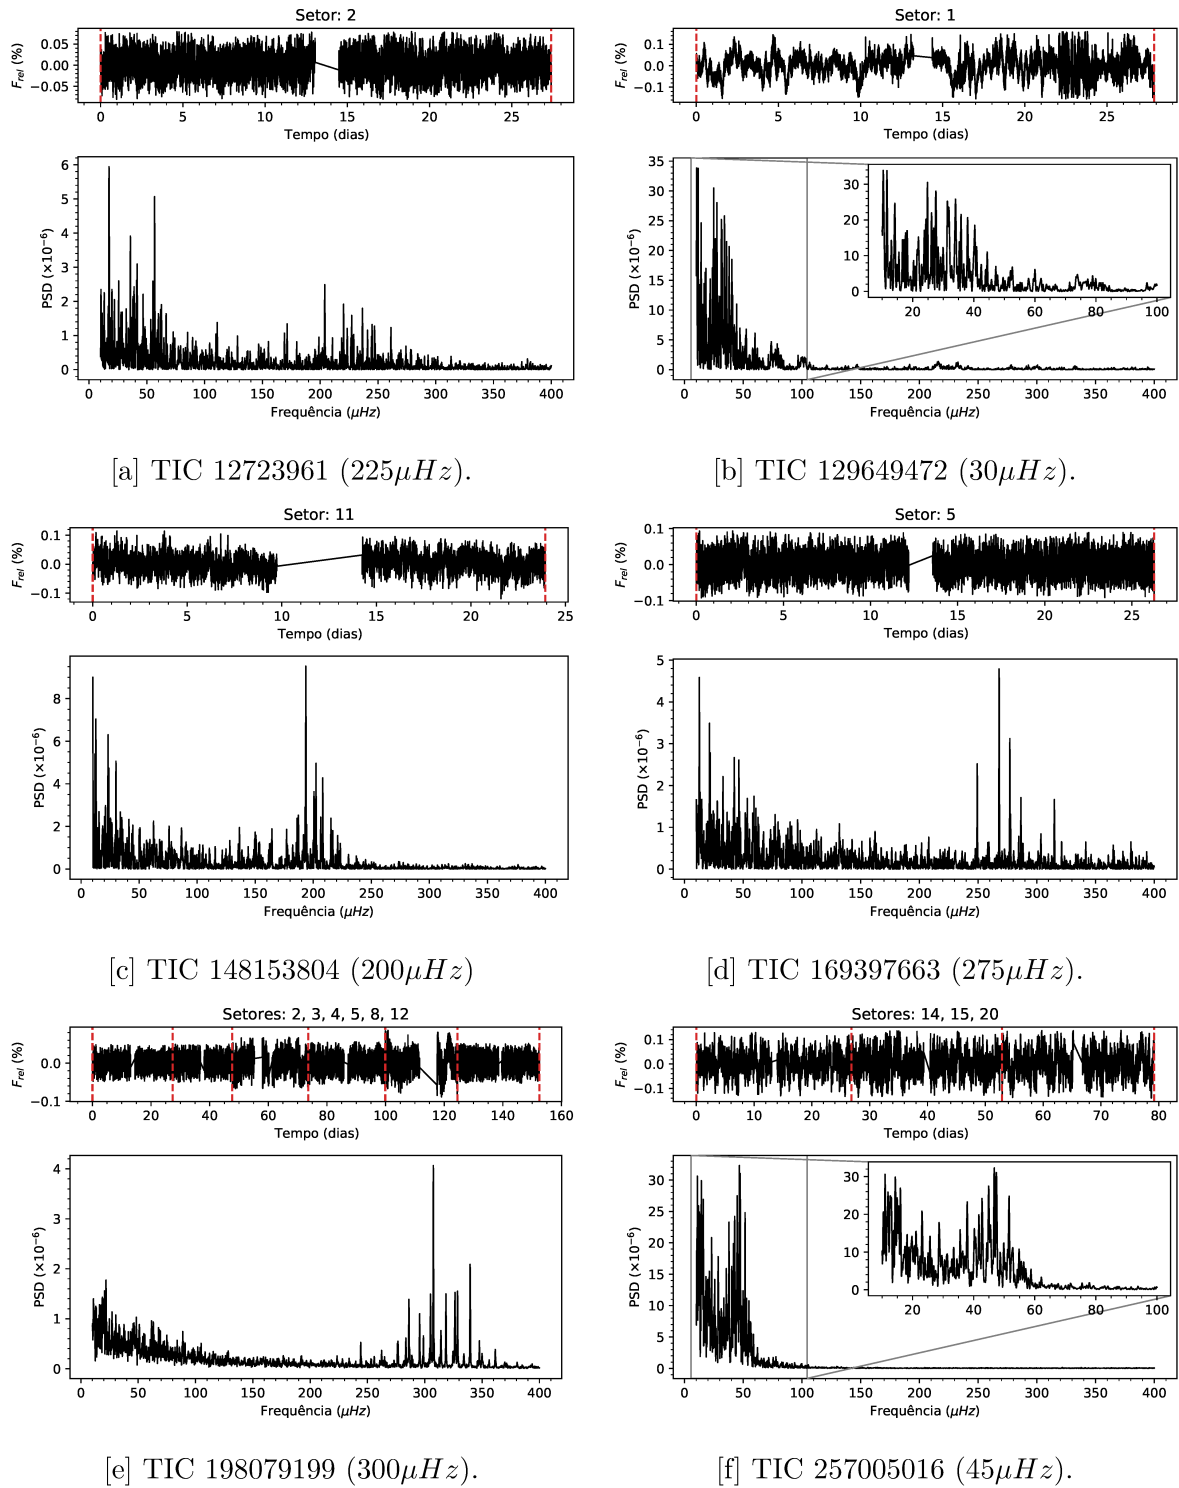 Setor: 2
F_rel (%)
0.05
0.00
−0.05
0 5 10 15 20 25
Tempo (dias)
PSD (×10⁻⁶)
6
5
4
3
2
1
0
0 50 100 150 200 250 300 350 400
Frequência (μHz)
[a] TIC 12723961 (225μHz).
Setor: 1
F_rel (%)
0.1
0.0
−0.1
0 5 10 15 20 25
Tempo (dias)
PSD (×10⁻⁶)
35
30
25
20
15
10
5
0
30
20
10
0
20 40 60 80 100
0 50 100 150 200 250 300 350 400
Frequência (μHz)
[b] TIC 129649472 (30μHz).
Setor: 11
F_rel (%)
0.1
0.0
−0.1
0 5 10 15 20 25
Tempo (dias)
PSD (×10⁻⁶)
8
6
4
2
0
0 50 100 150 200 250 300 350 400
Frequência (μHz)
[c] TIC 148153804 (200μHz)
Setor: 5
F_rel (%)
0.1
0.0
−0.1
0 5 10 15 20 25
Tempo (dias)
PSD (×10⁻⁶)
5
4
3
2
1
0
0 50 100 150 200 250 300 350 400
Frequência (μHz)
[d] TIC 169397663 (275μHz).
Setores: 2, 3, 4, 5, 8, 12
F_rel (%)
0.0
−0.1
0 20 40 60 80 100 120 140 160
Tempo (dias)
PSD (×10⁻⁶)
4
3
2
1
0
0 50 100 150 200 250 300 350 400
Frequência (μHz)
[e] TIC 198079199 (300μHz).
Setores: 14, 15, 20
F_rel (%)
0.1
0.0
−0.1
0 10 20 30 40 50 60 70 80
Tempo (dias)
PSD (×10⁻⁶)
30
25
20
15
10
5
0
30
20
10
0
20 40 60 80 100
0 50 100 150 200 250 300 350 400
Frequência (μHz)
[f] TIC 257005016 (45μHz).